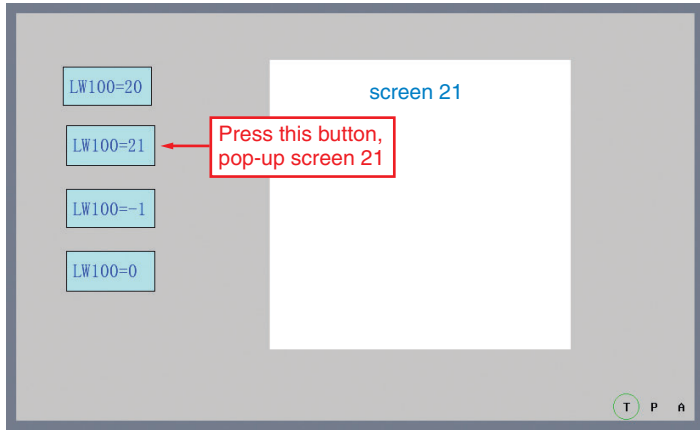 LW100=20
screen 21
LW100=21
Press this button,
pop-up screen 21
LW100=-1
LW100=0
T P A